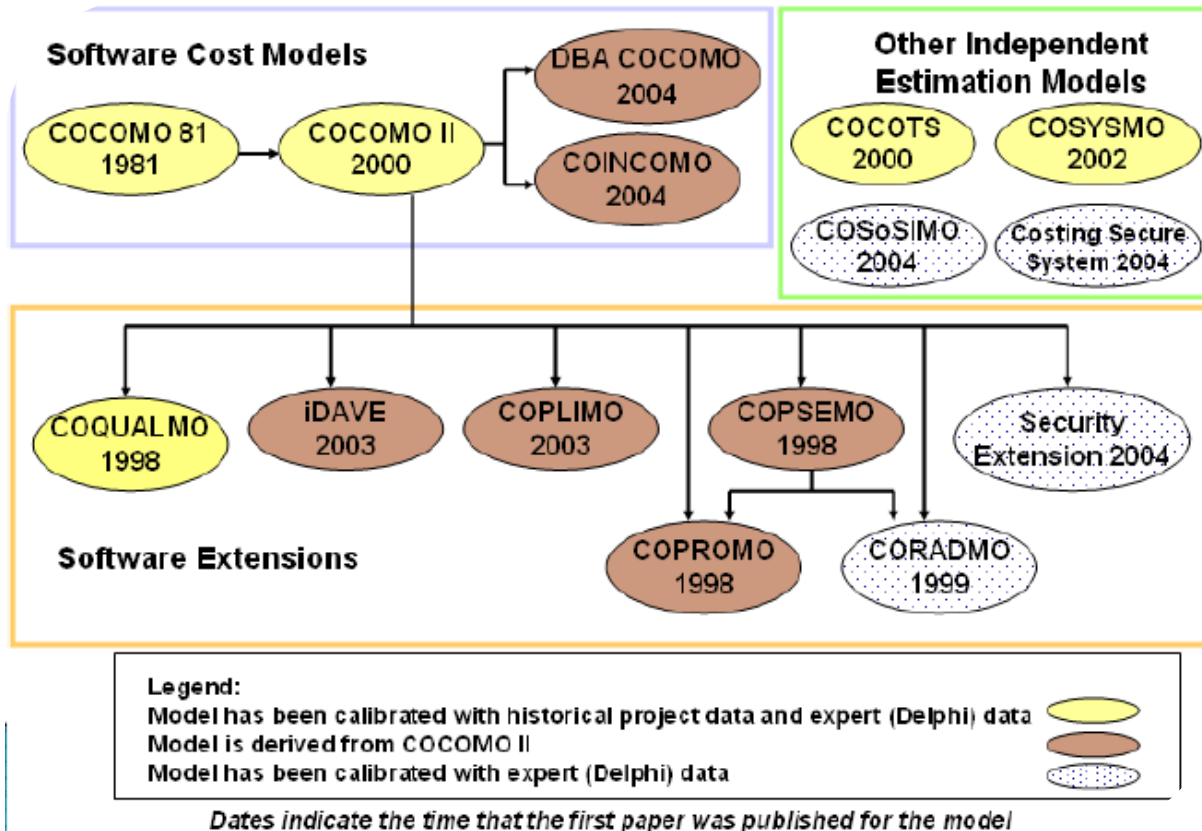 Software Cost Models
COCOMO 81
1981
COCOMO II
2000
DBA COCOMO
2004
COINCOMO
2004
Other Independent
Estimation Models
COCOTS
2000
COSYSMO
2002
COSoSIMO
2004
Costing Secure
System 2004
COQUALMO
1998
iDAVE
2003
COPLIMO
2003
COPSEMO
1998
Security
Extension 2004
Software Extensions
COPROMO
1998
CORADMO
1999
Legend:
Model has been calibrated with historical project data and expert (Delphi) data
Model is derived from COCOMO II
Model has been calibrated with expert (Delphi) data
Dates indicate the time that the first paper was published for the model